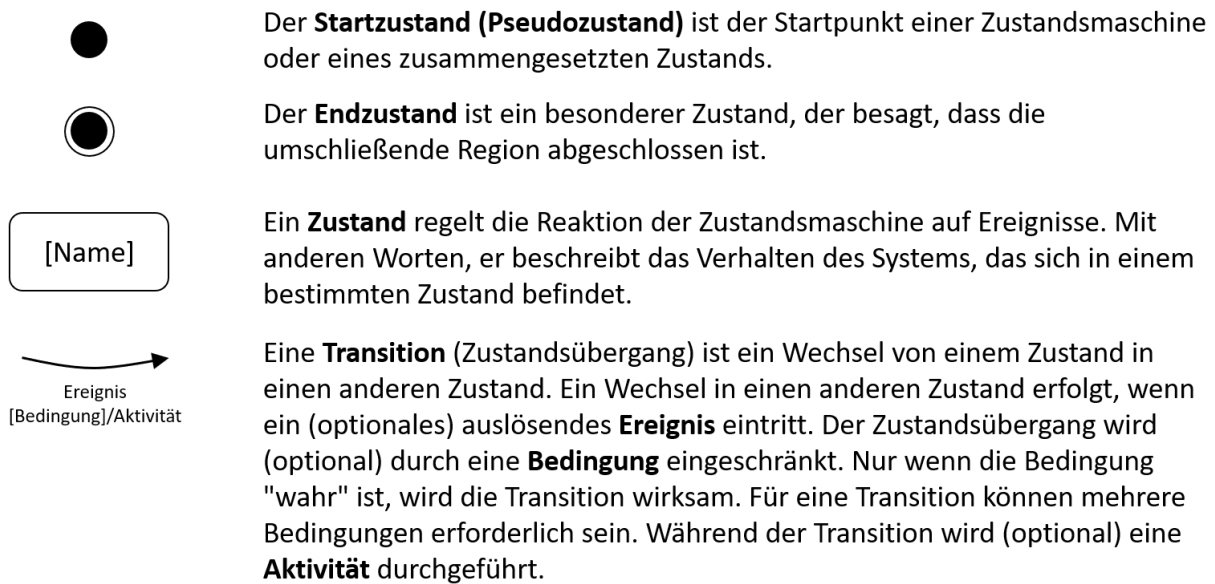 Der Startzustand (Pseudozustand) ist der Startpunkt einer Zustandsmaschine
oder eines zusammengesetzten Zustands.
Der Endzustand ist ein besonderer Zustand, der besagt, dass die
umschließende Region abgeschlossen ist.
[Name]
Ein Zustand regelt die Reaktion der Zustandsmaschine auf Ereignisse. Mit
anderen Worten, er beschreibt das Verhalten des Systems, das sich in einem
bestimmten Zustand befindet.
Ereignis
[Bedingung]/Aktivität
Eine Transition (Zustandsübergang) ist ein Wechsel von einem Zustand in
einen anderen Zustand. Ein Wechsel in einen anderen Zustand erfolgt, wenn
ein (optionales) auslösendes Ereignis eintritt. Der Zustandsübergang wird
(optional) durch eine Bedingung eingeschränkt. Nur wenn die Bedingung
"wahr" ist, wird die Transition wirksam. Für eine Transition können mehrere
Bedingungen erforderlich sein. Während der Transition wird (optional) eine
Aktivität durchgeführt.